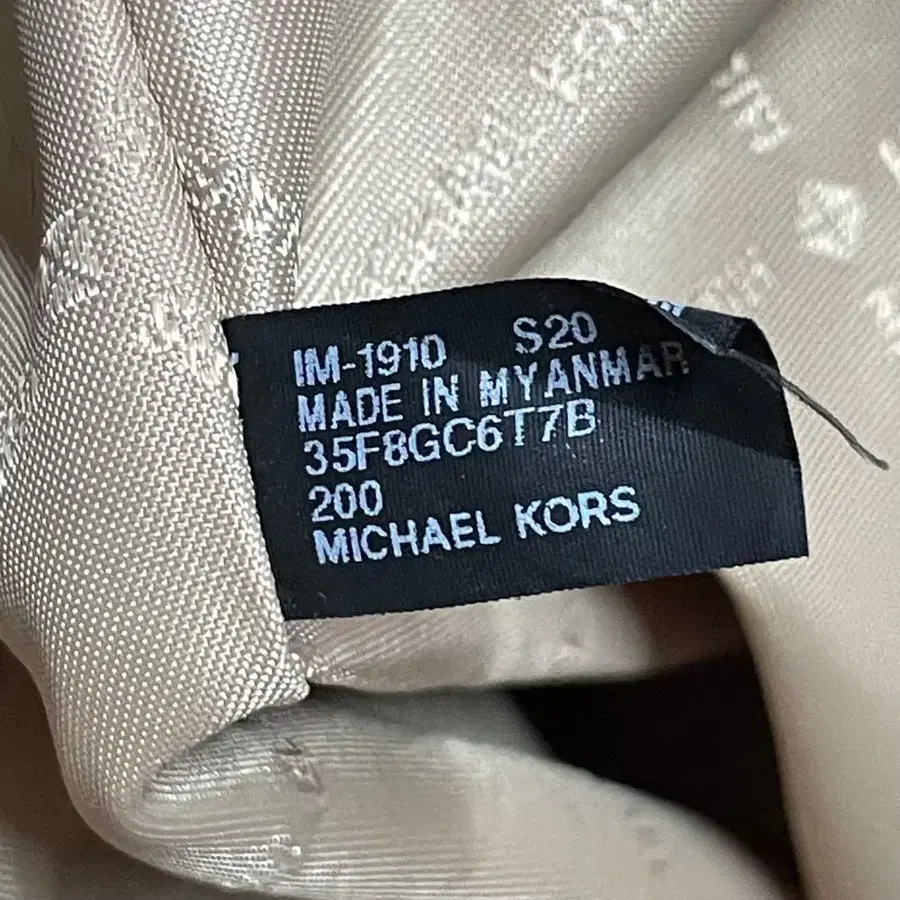 IM-1910 S20
MADE IN MYANMAR
35F8GC6T7B
200
MICHAEL KORS